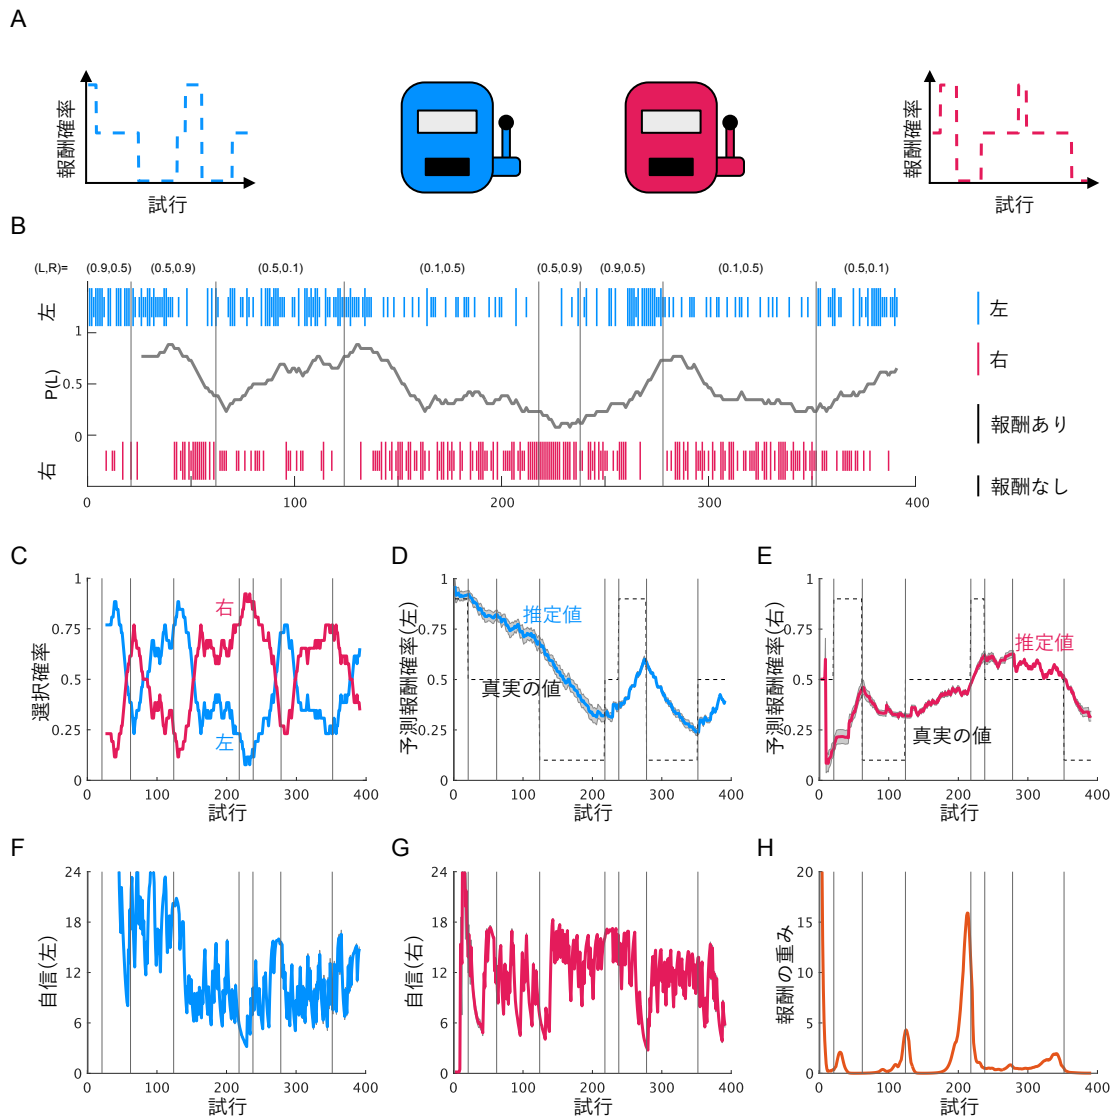 A
報酬確率
試行
報酬確率
試行
B
(L,R)= (0.9,0.5) (0.5,0.9) (0.5,0.1) (0.1,0.5) (0.5,0.9) (0.9,0.5) (0.1,0.5) (0.5,0.1)
左
1
P(L)
0.5
0
右
0 100 200 300 400
左
右
報酬あり
報酬なし
C
選択確率
1
0.75
0.5
0.25
0
右
左
0 100 200 300 400
試行
D
予測報酬確率(左)
1
0.75
0.5
0.25
0
推定値
真実の値
0 100 200 300 400
試行
E
予測報酬確率(右)
1
0.75
0.5
0.25
0
推定値
真実の値
0 100 200 300 400
試行
F
自信(左)
24
18
12
6
0
0 100 200 300 400
試行
G
自信(右)
24
18
12
6
0
0 100 200 300 400
試行
H
報酬の重み
20
15
10
5
0
0 100 200 300 400
試行